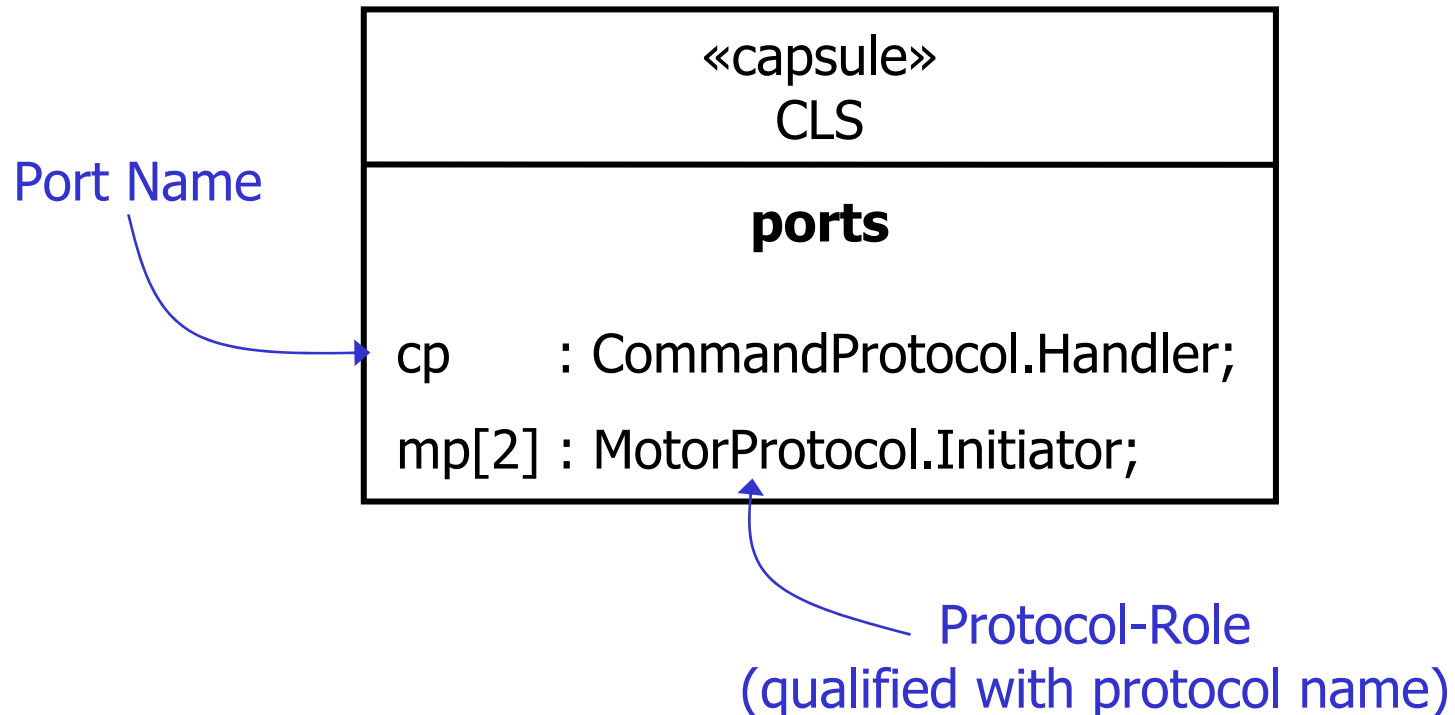 «capsule»
CLS
Port Name
ports
cp : CommandProtocol.Handler;
mp[2] : MotorProtocol.Initiator;
Protocol-Role
(qualified with protocol name)